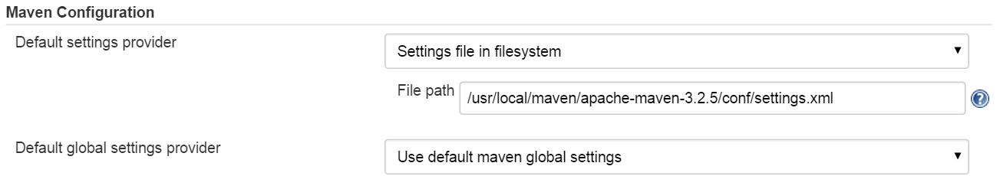 Maven Configuration
Default settings provider
Settings file in filesystem
File path
/usr/local/maven/apache-maven-3.2.5/conf/settings.xml
?
Default global settings provider
Use default maven global settings